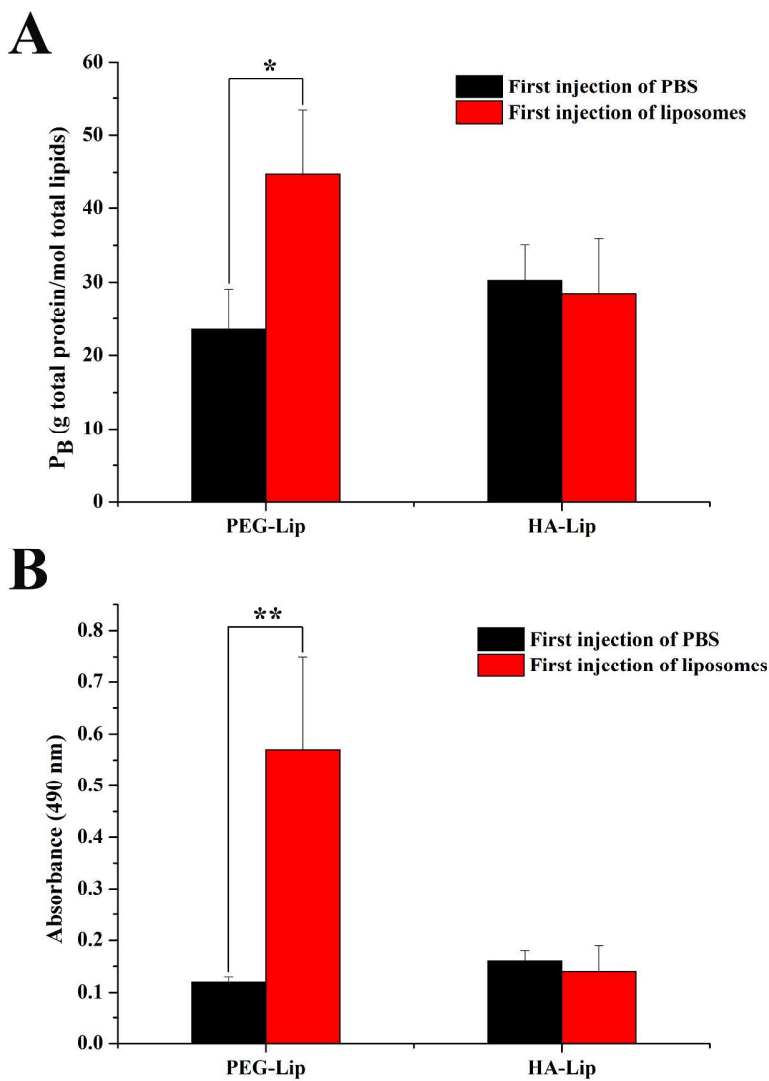 A
60
50
40
30
20
10
0
P_B (g total protein/mol total lipids)
*
First injection of PBS
First injection of liposomes
PEG-Lip
HA-Lip
B
0.8
0.7
0.6
0.5
0.4
0.3
0.2
0.1
0.0
Absorbance (490 nm)
**
First injection of PBS
First injection of liposomes
PEG-Lip
HA-Lip